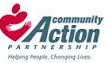 community
Action
PARTNERSHIP
Helping People. Changing Lives.